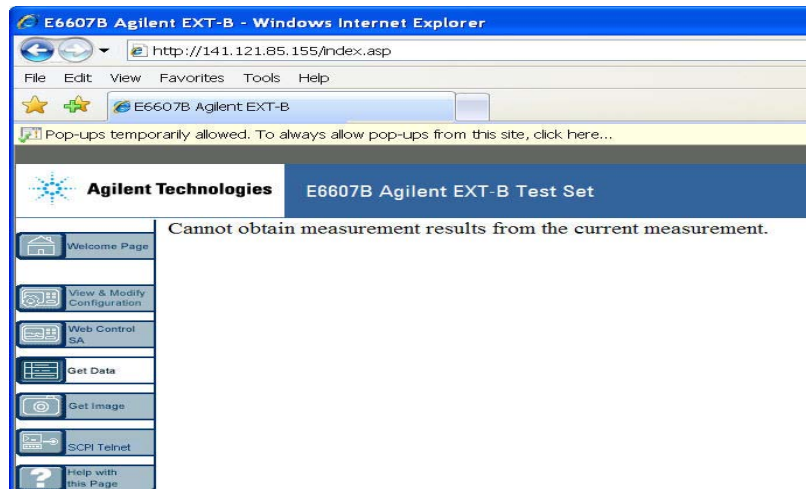 E6607B Agilent EXT-B - Windows Internet Explorer
http://141.121.85.155/index.asp
File Edit View Favorites Tools Help
E6607B Agilent EXT-B
Pop-ups temporarily allowed. To always allow pop-ups from this site, click here...
Agilent Technologies E6607B Agilent EXT-B Test Set
Cannot obtain measurement results from the current measurement.
Welcome Page
View & Modify
Configuration
Web Control
SA
Get Data
Get Image
SCPI Telnet
Help with
this Page